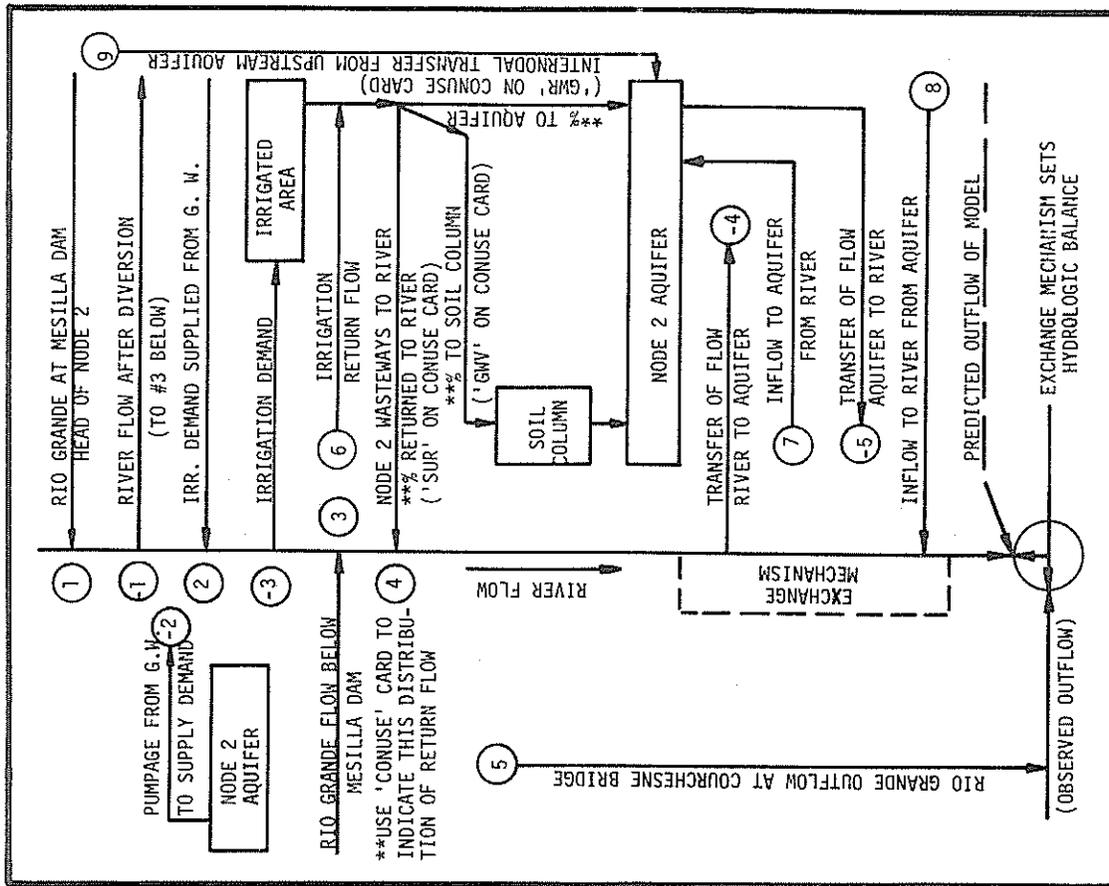 1
RIO GRANDE AT MESILLA DAM
HEAD OF NODE 2
-1
RIVER FLOW AFTER DIVERSION
(TO #3 BELOW)
2
IRR. DEMAND SUPPLIED FROM G. W.
-3
IRRIGATION DEMAND
IRRIGATED
AREA
9
INTERNODAL TRANSFER FROM UPSTREAM AQUIFER
('GWR' ON CONUSE CARD)
**% TO AQUIFER
PUMPAGE FROM G.W.
TO SUPPLY DEMAND
-2
NODE 2
AQUIFER
3
6
IRRIGATION
RETURN FLOW
RIO GRANDE FLOW BELOW
MESILLA DAM
4
NODE 2 WASTEWAYS TO RIVER
**% RETURNED TO RIVER
('SUR' ON CONUSE CARD)
**% TO SOIL COLUMN
('GWV' ON CONUSE CARD)
**USE 'CONUSE' CARD TO
INDICATE THIS DISTRIBU-
TION OF RETURN FLOW
SOIL
COLUMN
RIVER FLOW
NODE 2 AQUIFER
5
RIO GRANDE OUTFLOW AT COURCHESNE BRIDGE
EXCHANGE
MECHANISM
TRANSFER OF FLOW
RIVER TO AQUIFER
-4
7
INFLOW TO AQUIFER
FROM RIVER
TRANSFER OF FLOW
AQUIFER TO RIVER
-5
INFLOW TO RIVER FROM AQUIFER
8
PREDICTED OUTFLOW OF MODEL
(OBSERVED OUTFLOW)
EXCHANGE MECHANISM SETS
HYDROLOGIC BALANCE